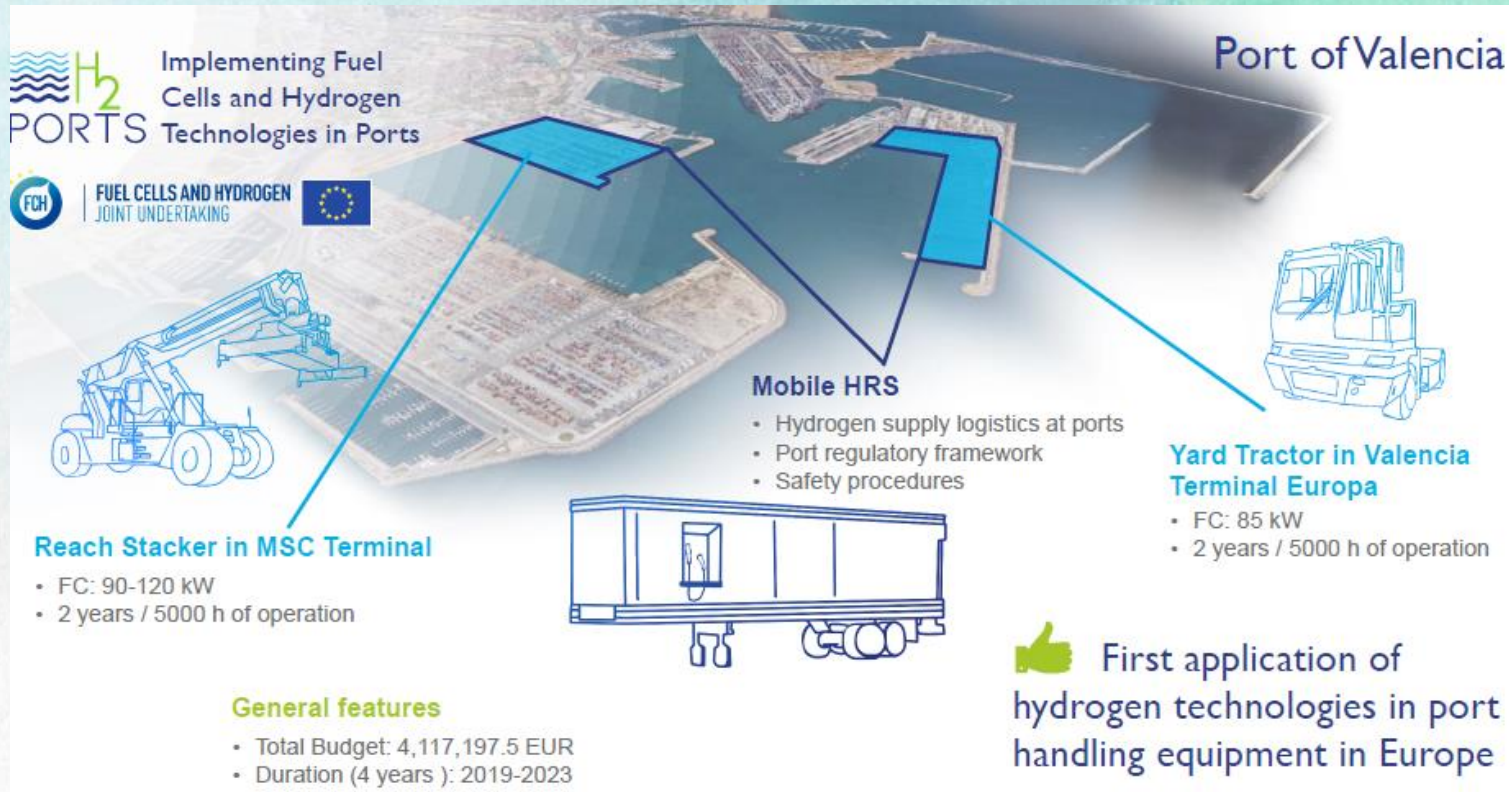 H2
PORTS
Implementing Fuel
Cells and Hydrogen
Technologies in Ports
FCH
FUEL CELLS AND HYDROGEN
JOINT UNDERTAKING
Port of Valencia
Mobile HRS
• Hydrogen supply logistics at ports
• Port regulatory framework
• Safety procedures
Yard Tractor in Valencia
Terminal Europa
• FC: 85 kW
• 2 years / 5000 h of operation
Reach Stacker in MSC Terminal
• FC: 90-120 kW
• 2 years / 5000 h of operation
General features
• Total Budget: 4,117,197.5 EUR
• Duration (4 years ): 2019-2023
First application of
hydrogen technologies in port
handling equipment in Europe